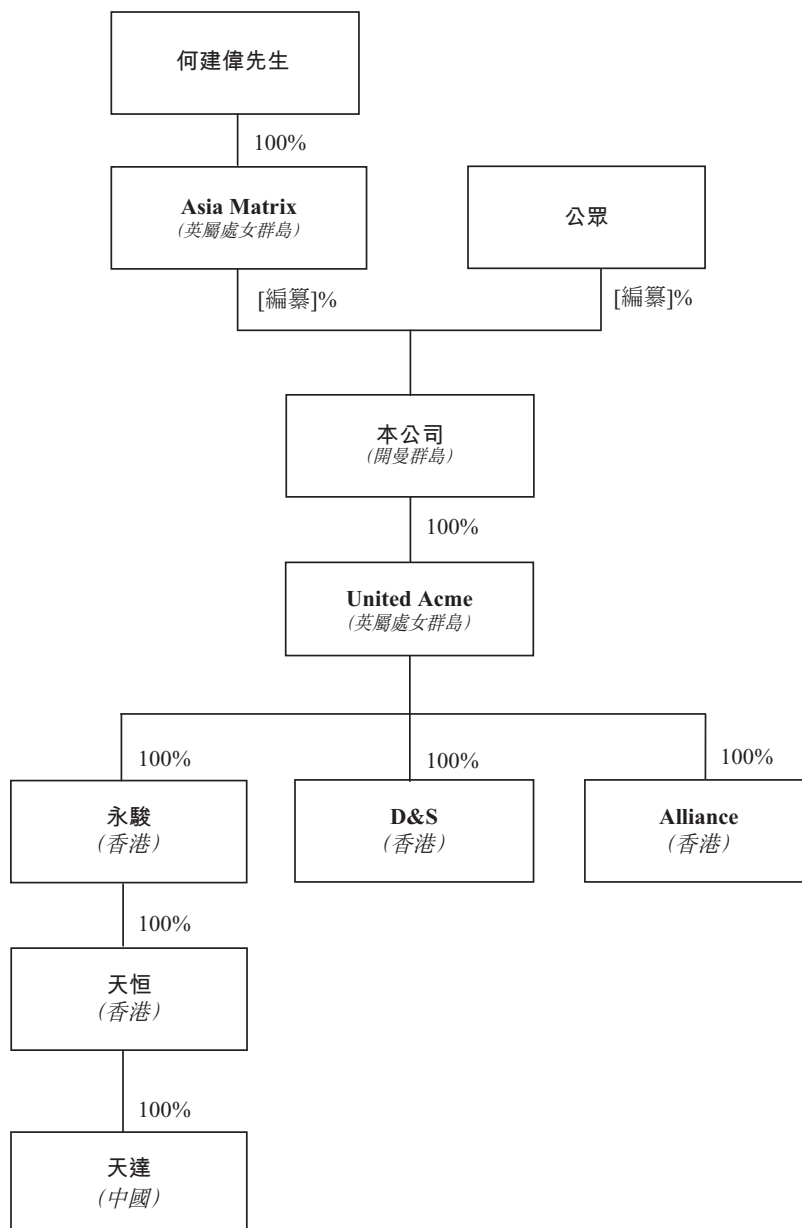 何建偉先生
100%
Asia Matrix
（英屬處女群島）
公眾
[編纂]%
[編纂]%
本公司
（開曼群島）
100%
United Acme
（英屬處女群島）
100%
100%
100%
永駿
（香港）
D&S
（香港）
Alliance
（香港）
100%
天恒
（香港）
100%
天達
（中國）